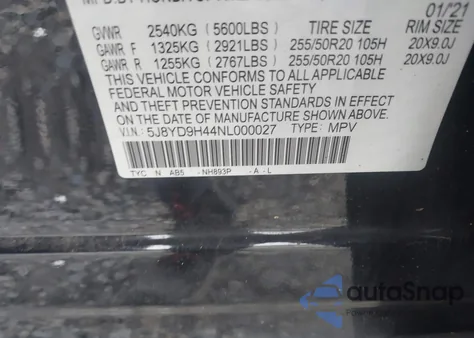 01/21
GVWR 2540KG (5600LBS) TIRE SIZE RIM SIZE
GAWR F 1325KG (2921LBS) 255/50R20 105H 20X9.0J
GAWR R 1255KG (2767LBS) 255/50R20 105H 20X9.0J
THIS VEHICLE CONFORMS TO ALL APPLICABLE
FEDERAL MOTOR VEHICLE SAFETY
AND THEFT PREVENTION STANDARDS IN EFFECT
ON THE DATE OF MANUFACTURE SHOWN ABOVE.
V.I.N.: 5J8YD9H44NL000027 TYPE: MPV
TYC N AB5 -NH893P -A -L
autoSnap